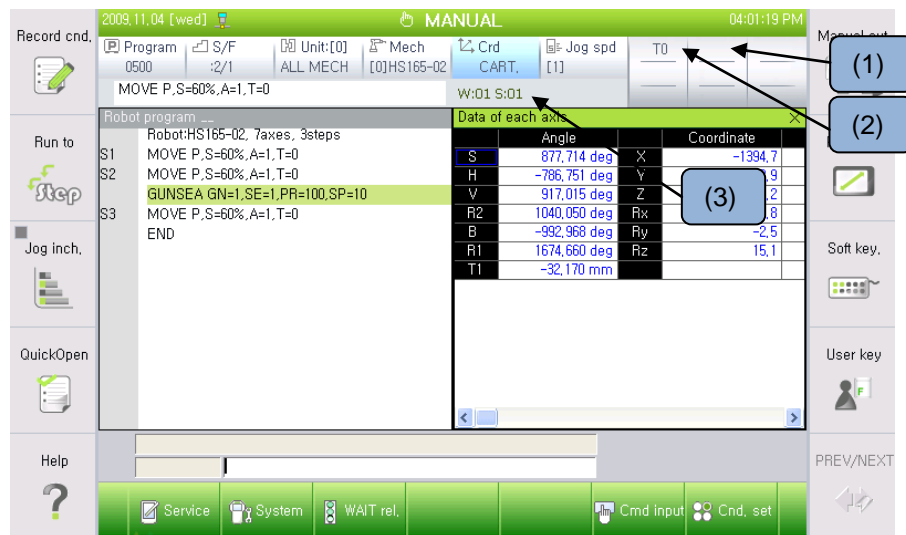 2009,11,04 [wed] MANUAL 04:01:19 PM
Record cnd,
Program S/F Unit:[0] Mech Crd Jog spd T0
0500 :2/1 ALL MECH [0]HS165-02 CART, [1]
(1)
MOVE P,S=60%,A=1,T=0 W:01 S:01
(2)
Robot program __ Data of each axis
Robot:HS165-02, 7axes, 3steps Angle Coordinate
Run to
S1 MOVE P,S=60%,A=1,T=0 S 877,714 deg X -1394,7
S2 MOVE P,S=60%,A=1,T=0 H -786,751 deg Y ,9
Step GUNSEA GN=1,SE=1,PR=100,SP=10 V 917,015 deg Z ,2
(3)
S3 MOVE P,S=60%,A=1,T=0 R2 1040,050 deg Rx ,8
END B -992,968 deg Ry -2,5
Jog inch, R1 1674,660 deg Rz 15,1 Soft key,
T1 -32,170 mm
QuickOpen User key
F
Help PREV/NEXT
Service System WAIT rel, Cmd input Cnd, set